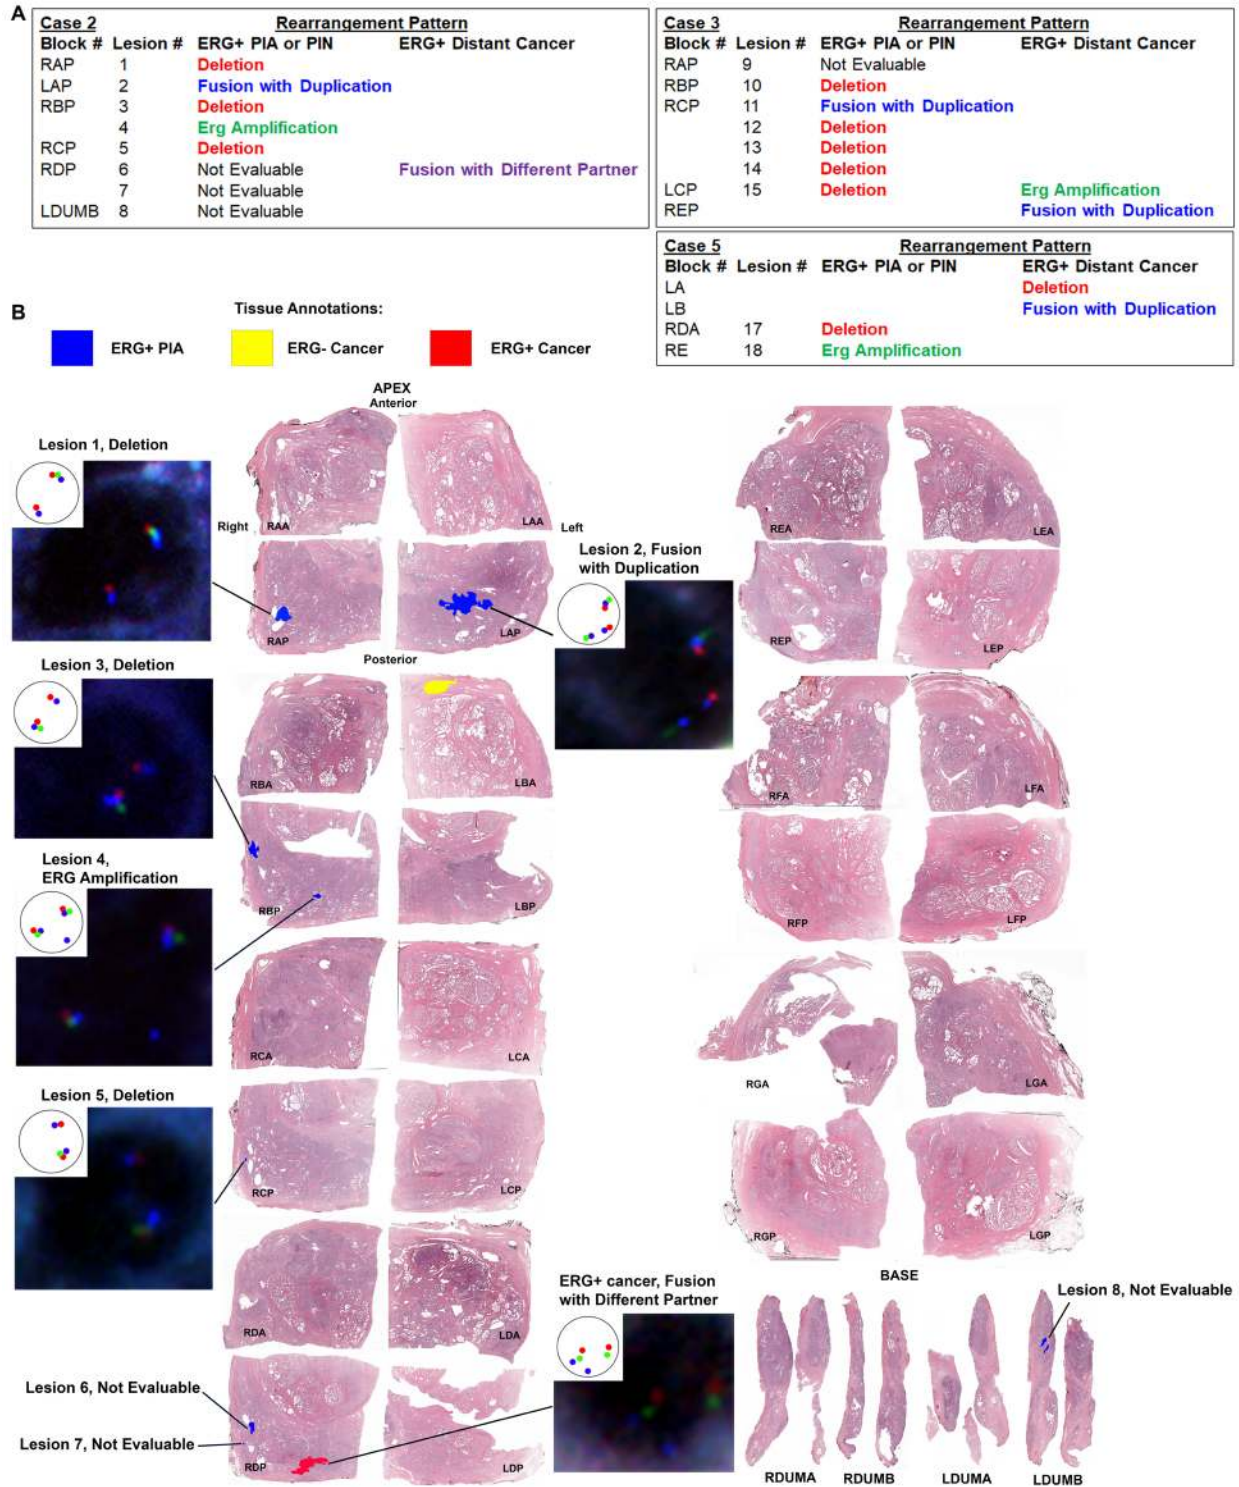 A
Case 2 Rearrangement Pattern
Block # Lesion # ERG+ PIA or PIN ERG+ Distant Cancer
RAP 1 Deletion
LAP 2 Fusion with Duplication
RBP 3 Deletion
4 Erg Amplification
RCP 5 Deletion
RDP 6 Not Evaluable Fusion with Different Partner
7 Not Evaluable
LDUMB 8 Not Evaluable
Case 3 Rearrangement Pattern
Block # Lesion # ERG+ PIA or PIN ERG+ Distant Cancer
RAP 9 Not Evaluable
RBP 10 Deletion
RCP 11 Fusion with Duplication
12 Deletion
13 Deletion
14 Deletion
LCP 15 Deletion Erg Amplification
REP Fusion with Duplication
Case 5 Rearrangement Pattern
Block # Lesion # ERG+ PIA or PIN ERG+ Distant Cancer
LA Deletion
LB Fusion with Duplication
RDA 17 Deletion
RE 18 Erg Amplification
B
Tissue Annotations:
ERG+ PIA ERG- Cancer ERG+ Cancer
APEX
Anterior
Lesion 1, Deletion
Right RAA LAA Left
REA LEA
Lesion 2, Fusion
with Duplication
RAP LAP
REP LEP
Posterior
Lesion 3, Deletion
RBA LBA
RFA LFA
Lesion 4,
ERG Amplification
RBP LBP
RFP LFP
RCA LCA
RGA LGA
Lesion 5, Deletion
RCP LCP
RGP LGP
BASE
ERG+ cancer, Fusion
with Different Partner
Lesion 8, Not Evaluable
RDA LDA
Lesion 6, Not Evaluable
Lesion 7, Not Evaluable
RDP LDP
RDUMA RDUMB LDUMA LDUMB